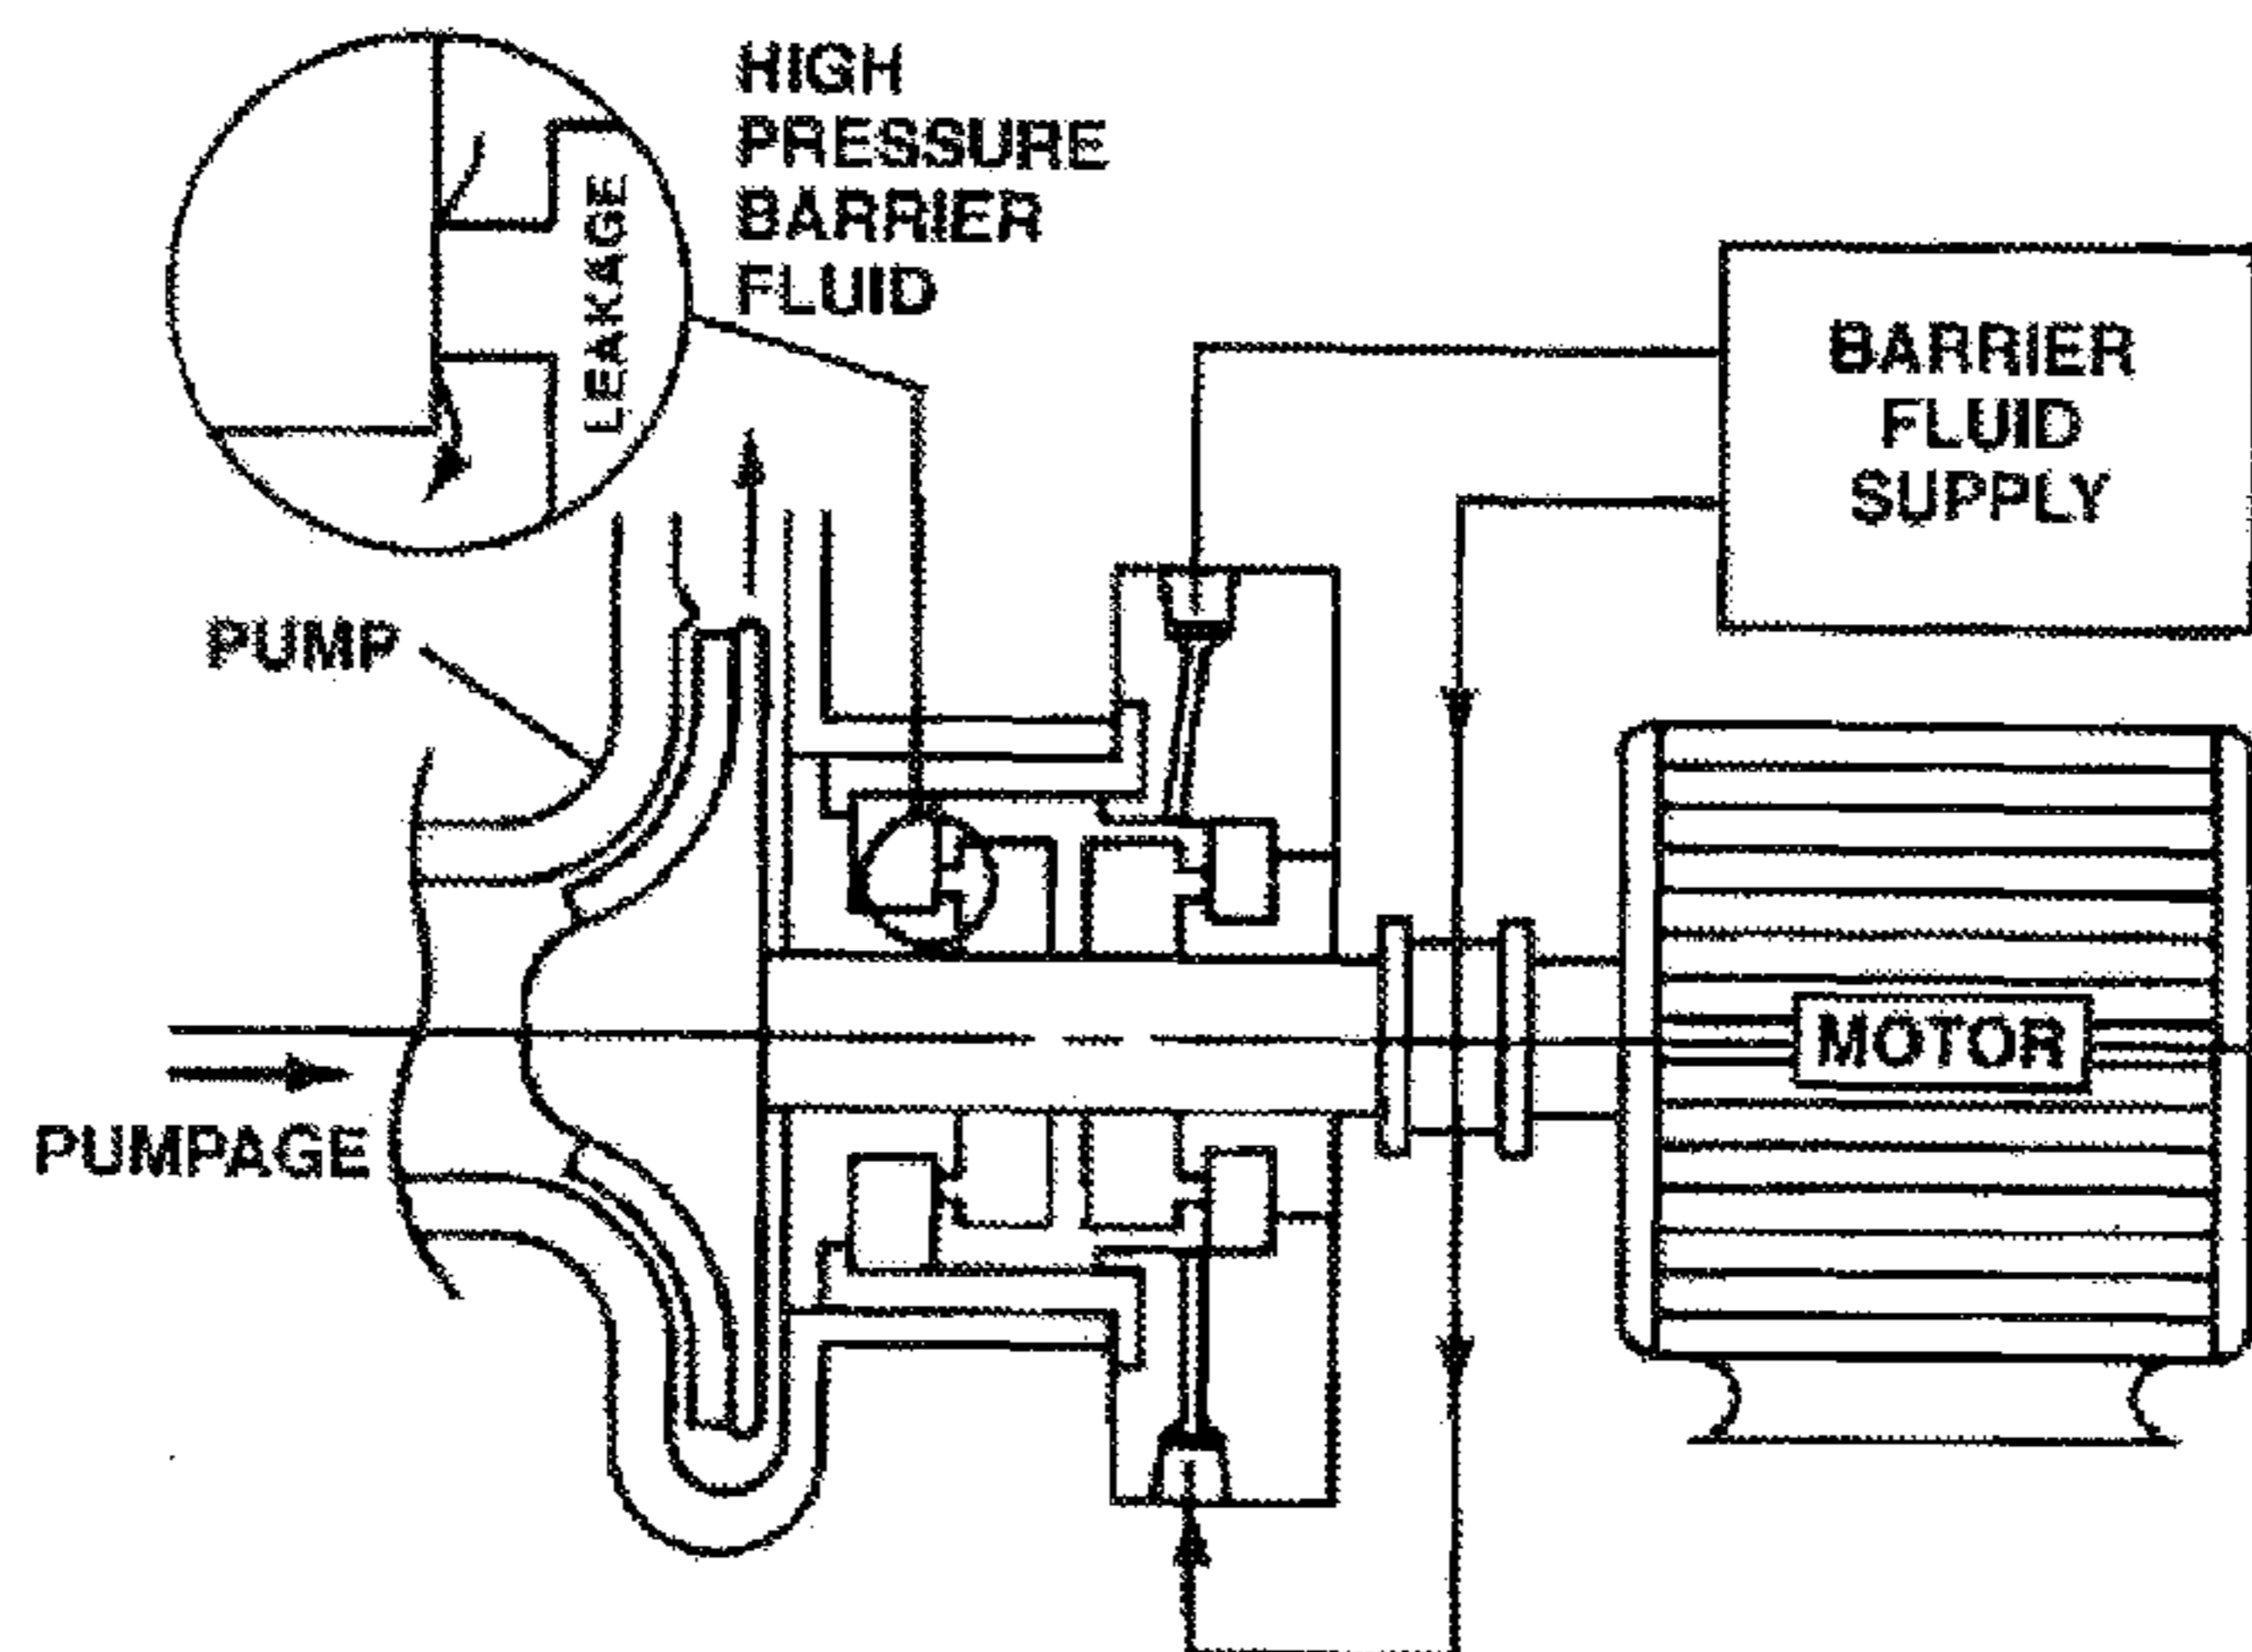 HIGH
PRESSURE
BARRIER
FLUID
LEAKAGE
BARRIER
FLUID
SUPPLY
PUMP
MOTOR
PUMPAGE